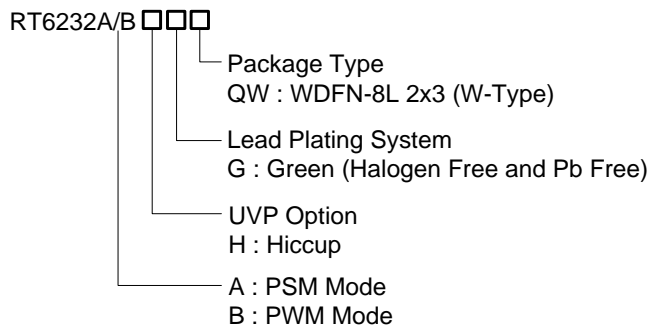 RT6232A/B □□□
Package Type
QW : WDFN-8L 2x3 (W-Type)
Lead Plating System
G : Green (Halogen Free and Pb Free)
UVP Option
H : Hiccup
A : PSM Mode
B : PWM Mode